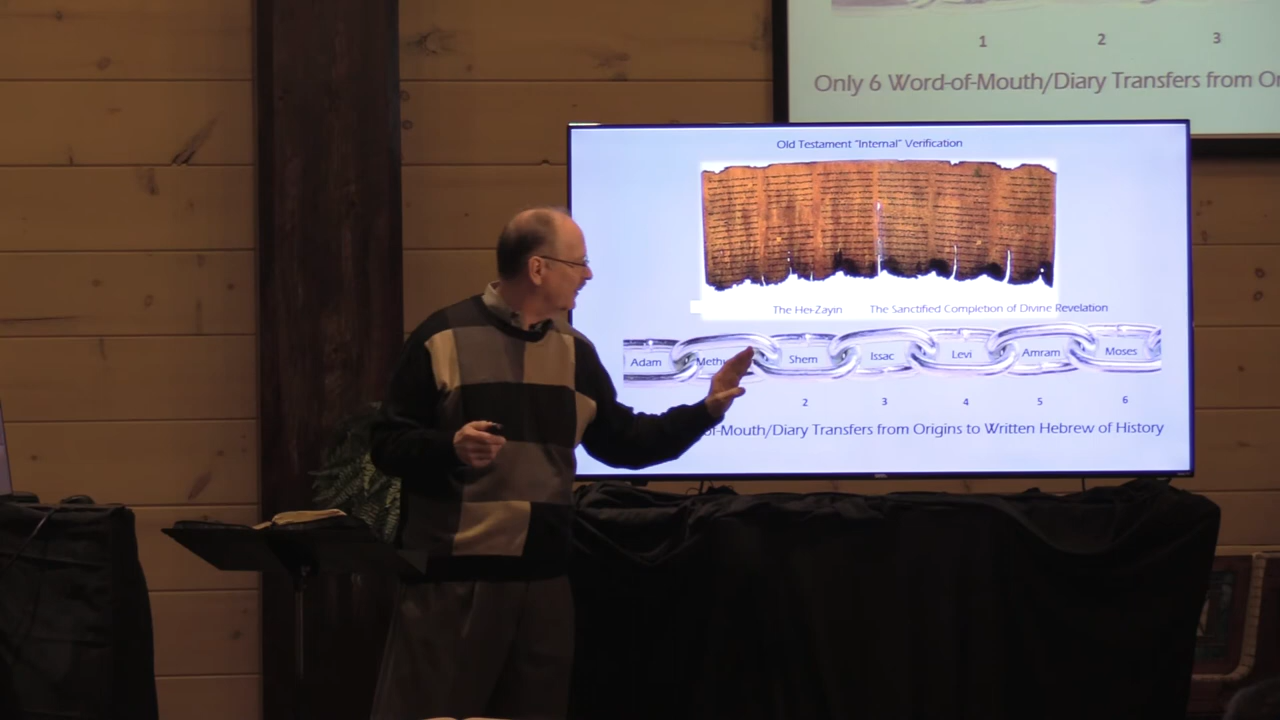 1 2 3
Only 6 Word-of-Mouth/Diary Transfers from
Old Testament "Internal" Verification
The Hei-Zayin The Sanctified Completion of Divine Revelation
Adam Shem Issac Levi Amram Moses
2 3 4 5 6
of-Mouth/Diary Transfers from Origins to Written Hebrew of History